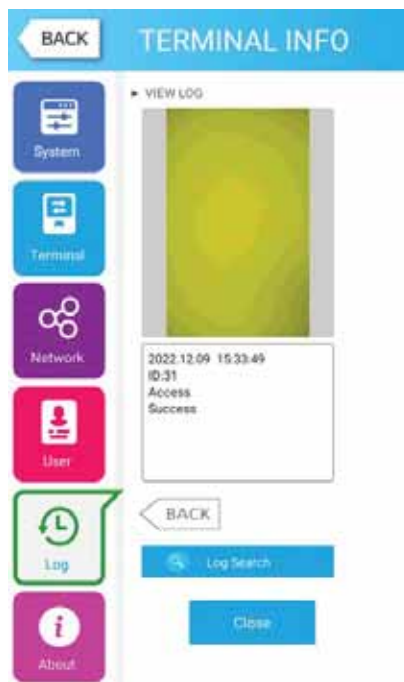 BACK
TERMINAL INFO
VIEW LOG
System
Terminal
Network
User
Log
About
2022.12.09 15:33:49
ID:31
Access
Success
BACK
Log Search
Close